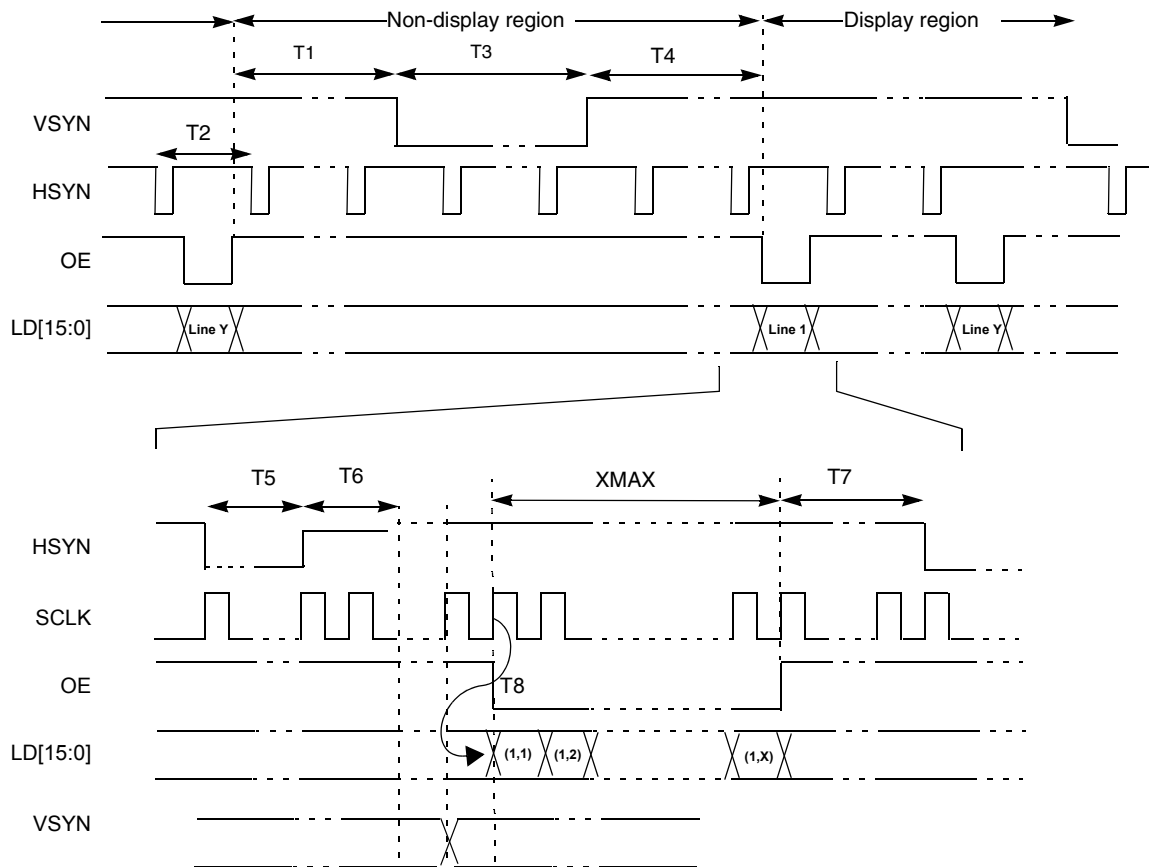 Non-display region
Display region
T1
T3
T4
VSYN
T2
HSYN
OE
LD[15:0]
Line Y
Line 1
Line Y
T5
T6
XMAX
T7
HSYN
SCLK
OE
T8
LD[15:0]
(1,1)
(1,2)
(1,X)
VSYN